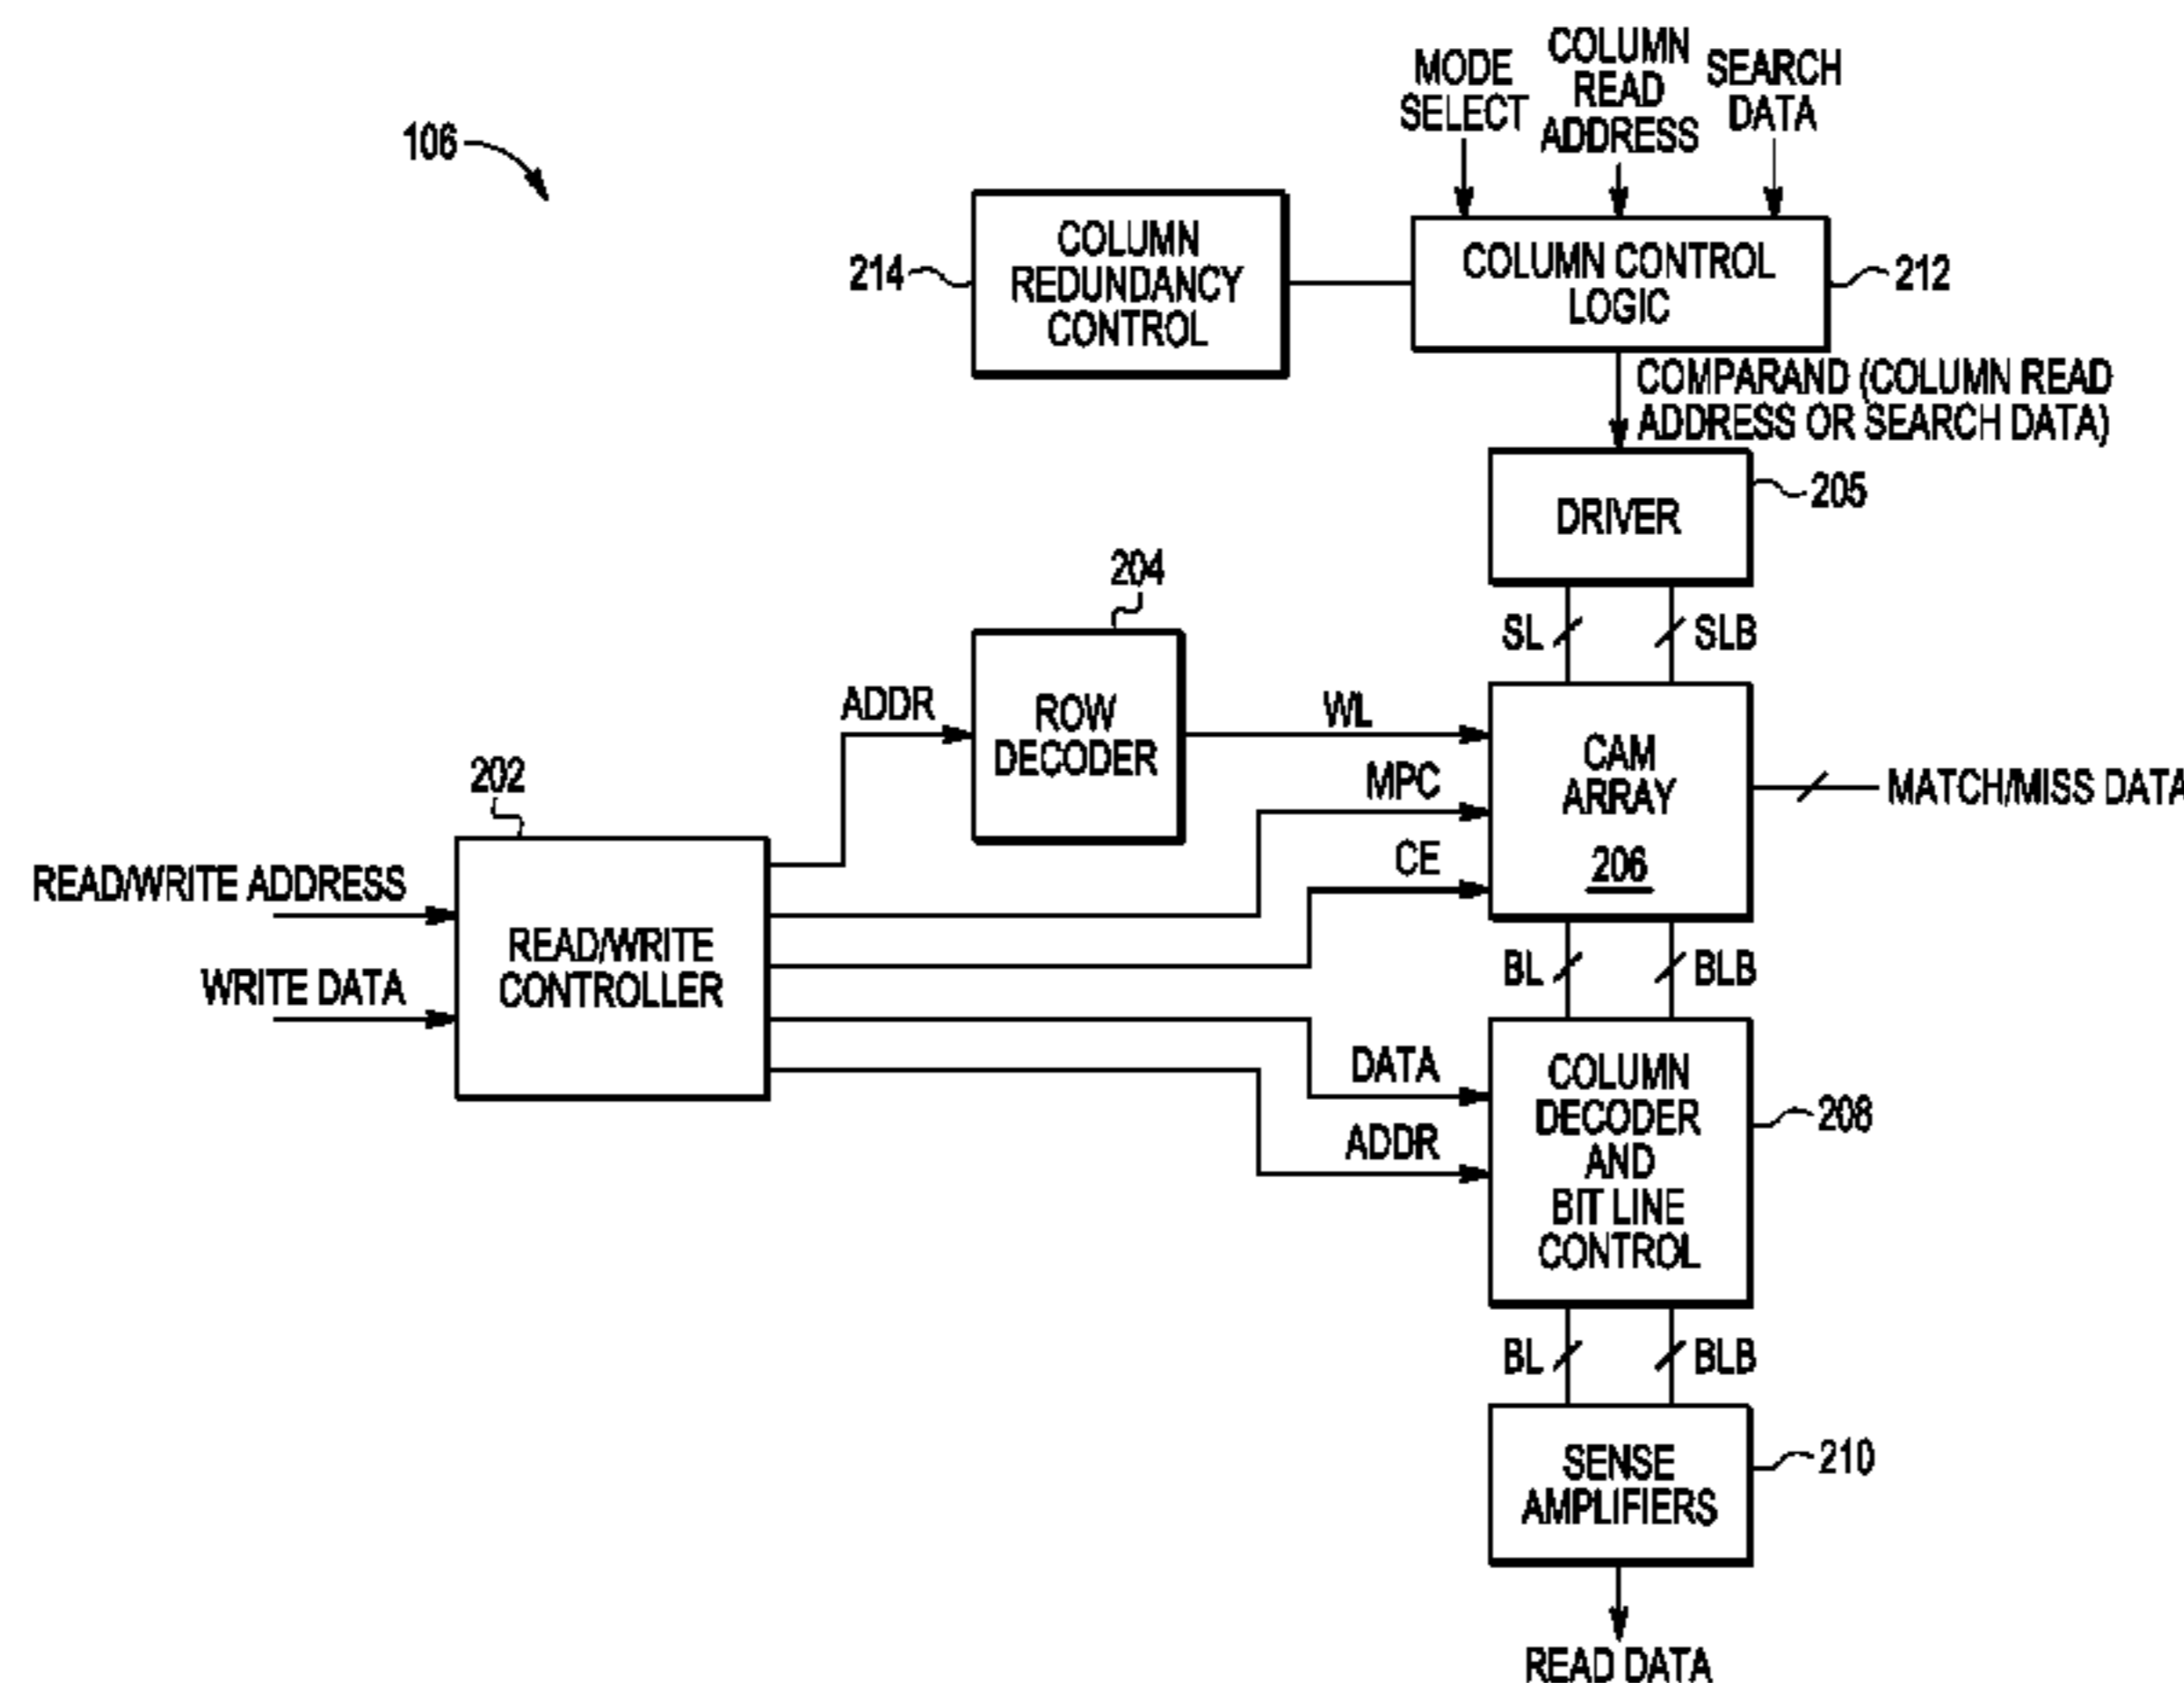 106
MODE
SELECT
COLUMN
READ
ADDRESS
SEARCH
DATA
214
COLUMN
REDUNDANCY
CONTROL
COLUMN CONTROL
LOGIC
212
COMPARAND (COLUMN READ
ADDRESS OR SEARCH DATA)
DRIVER
205
204
SL
SLB
ADDR
ROW
DECODER
WL
MPC
CE
CAM
ARRAY
206
MATCH/MISS DATA
202
READ/WRITE ADDRESS
WRITE DATA
READ/WRITE
CONTROLLER
BL
BLB
DATA
ADDR
COLUMN
DECODER
AND
BIT LINE
CONTROL
208
BL
BLB
SENSE
AMPLIFIERS
210
READ DATA